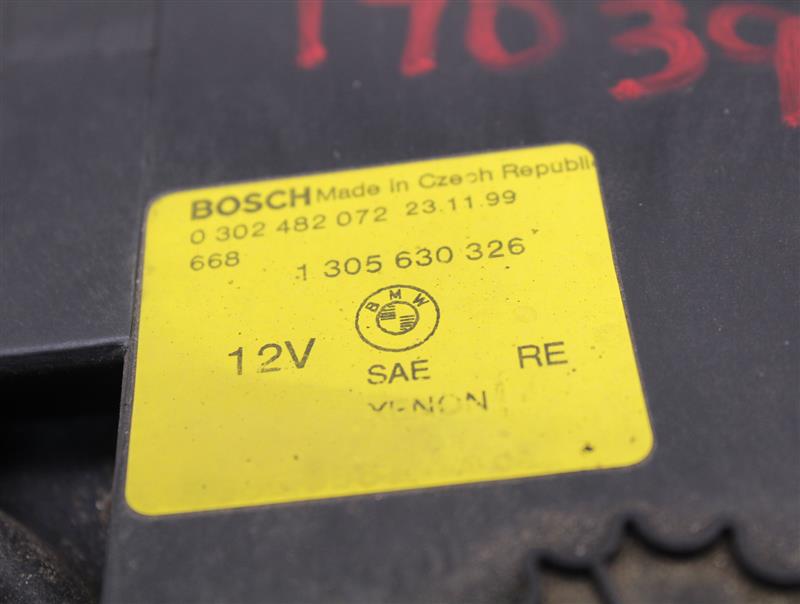 17039
BOSCH Made in Czech Republic
0 302 482 072 23.11.99
668 1 305 630 326
BMW
12V SAE RE
XENON